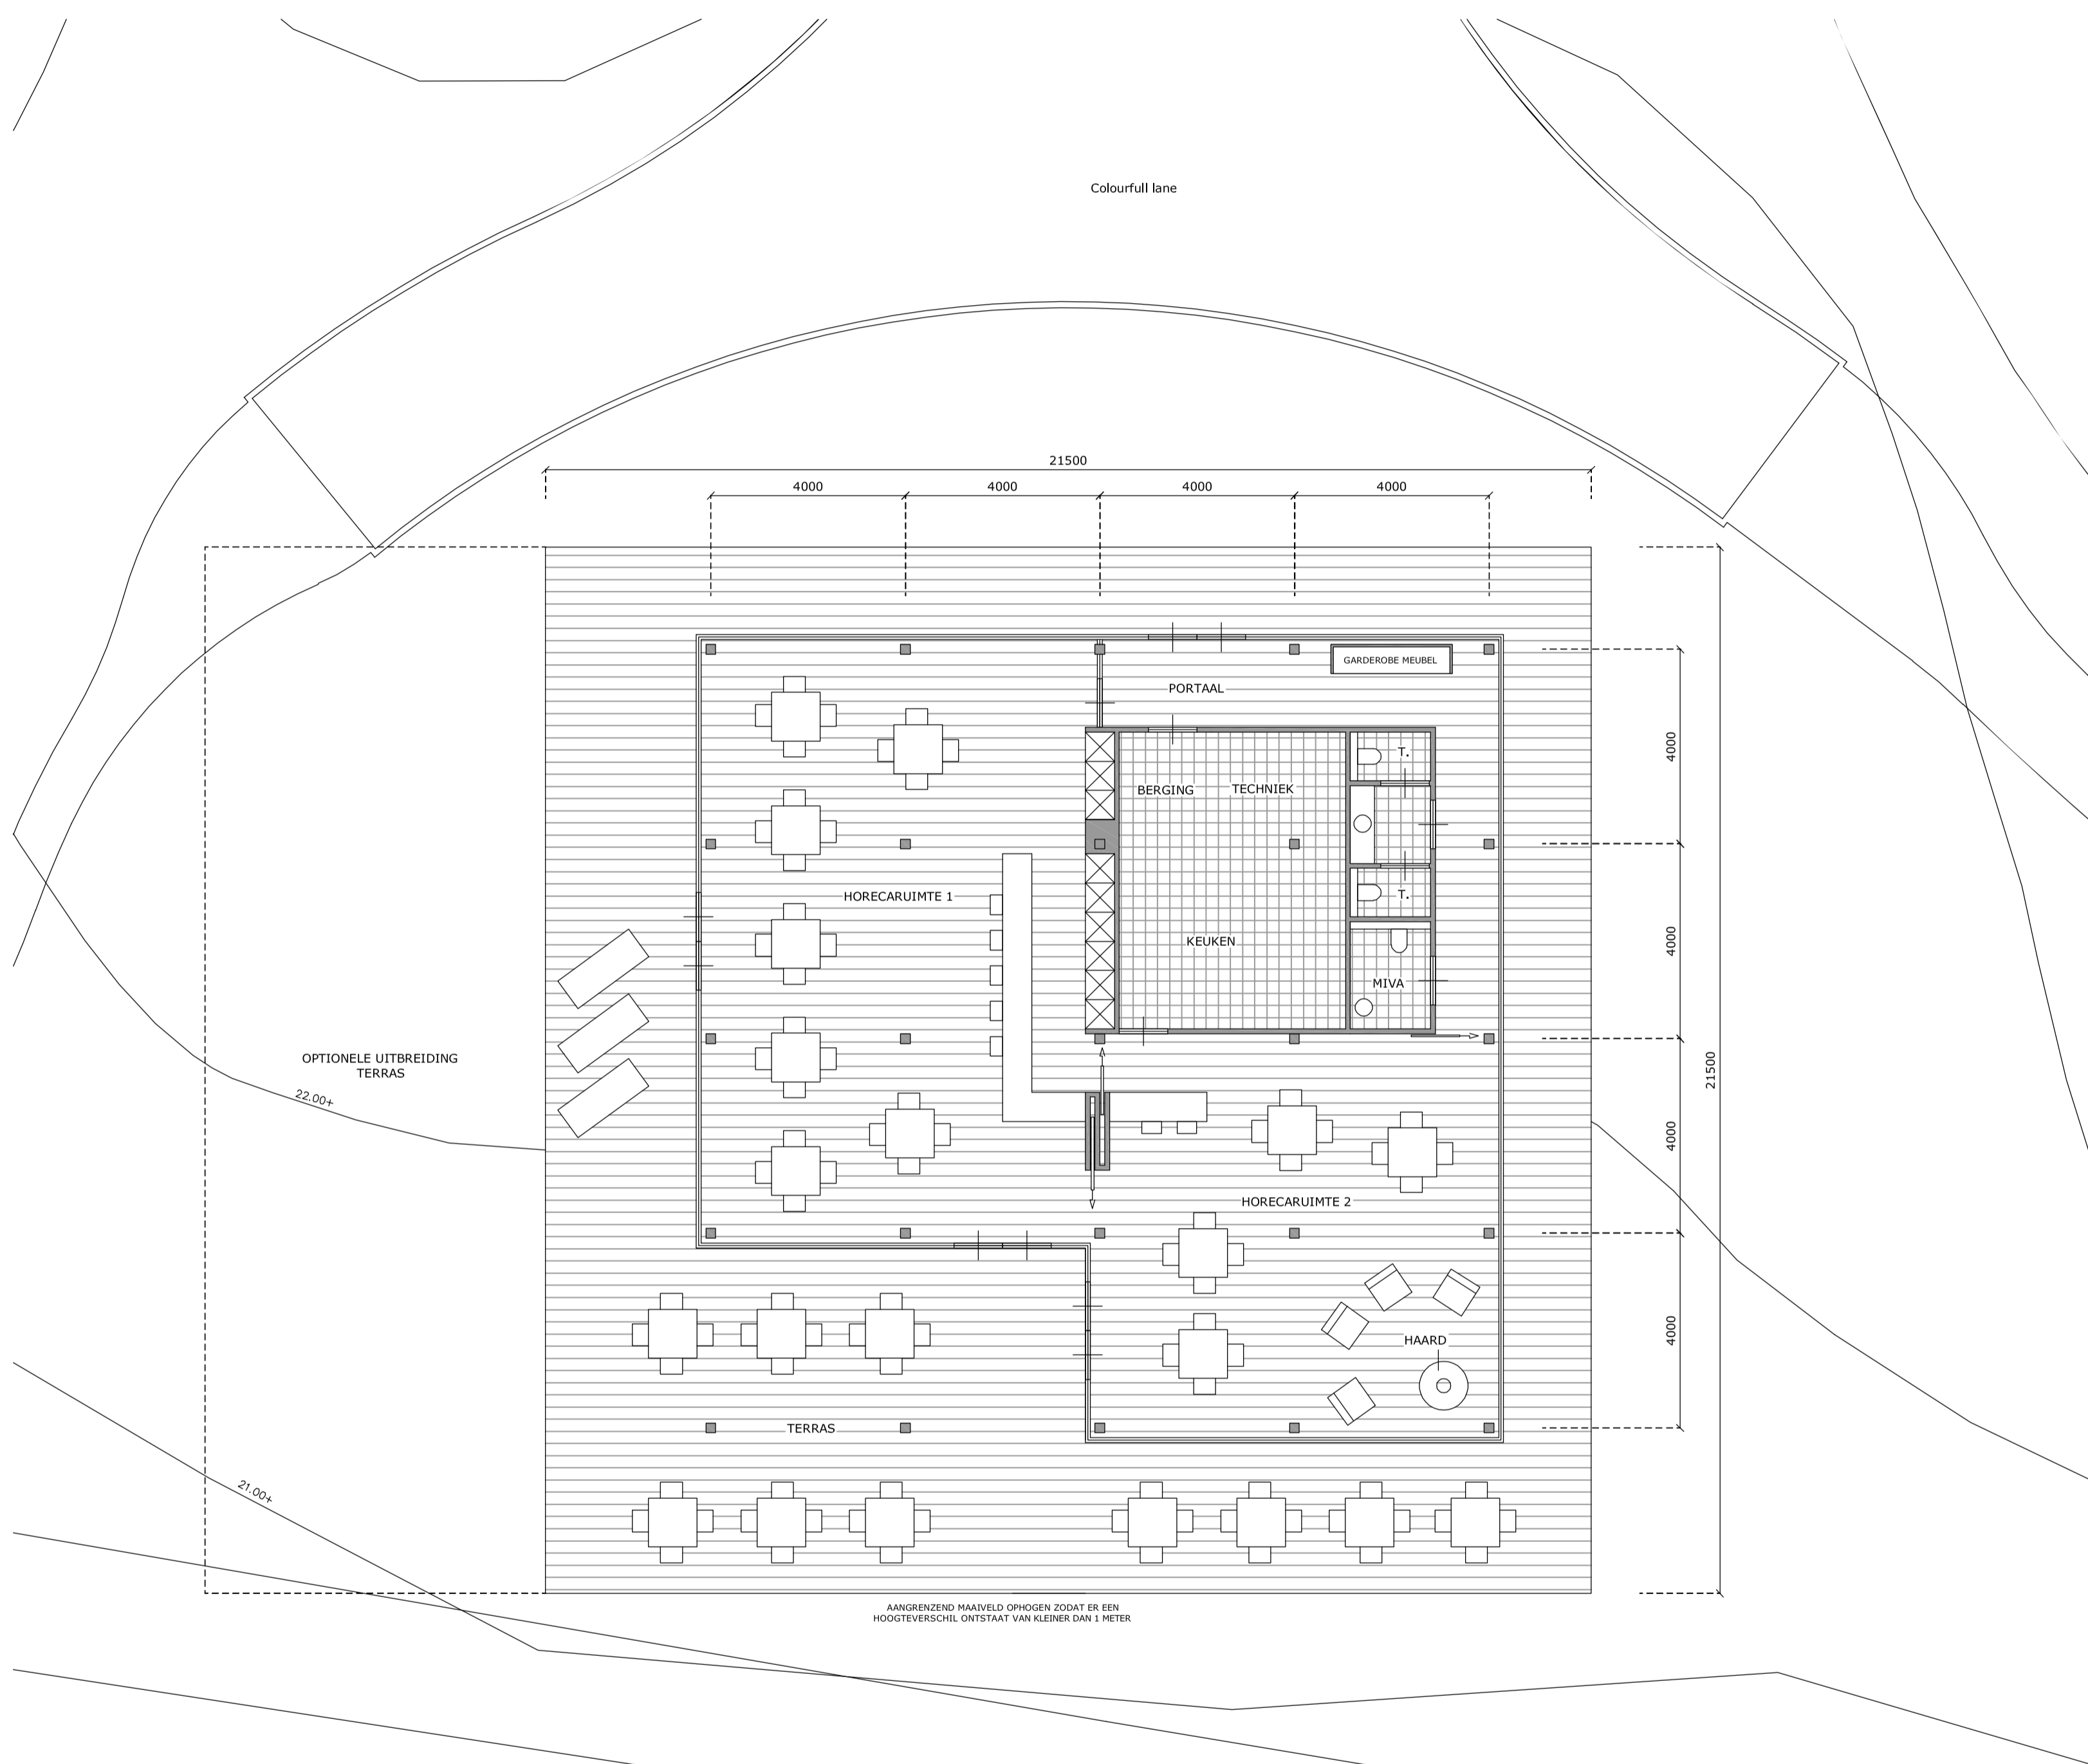 Colourfull lane
21500
4000
4000
4000
4000
GARDEROBE MEUBEL
PORTAAL
T.
BERGING
TECHNIEK
4000
HORECARUIMTE 1
T.
KEUKEN
4000
MIVA
OPTIONELE UITBREIDING
TERRAS
22.00+
21500
4000
HORECARUIMTE 2
HAARD
4000
TERRAS
21.00+
AANGRENZEND MAAIVELD OPHOGEN ZODAT ER EEN
HOOGTEVERSCHIL ONTSTAAT VAN KLEINER DAN 1 METER